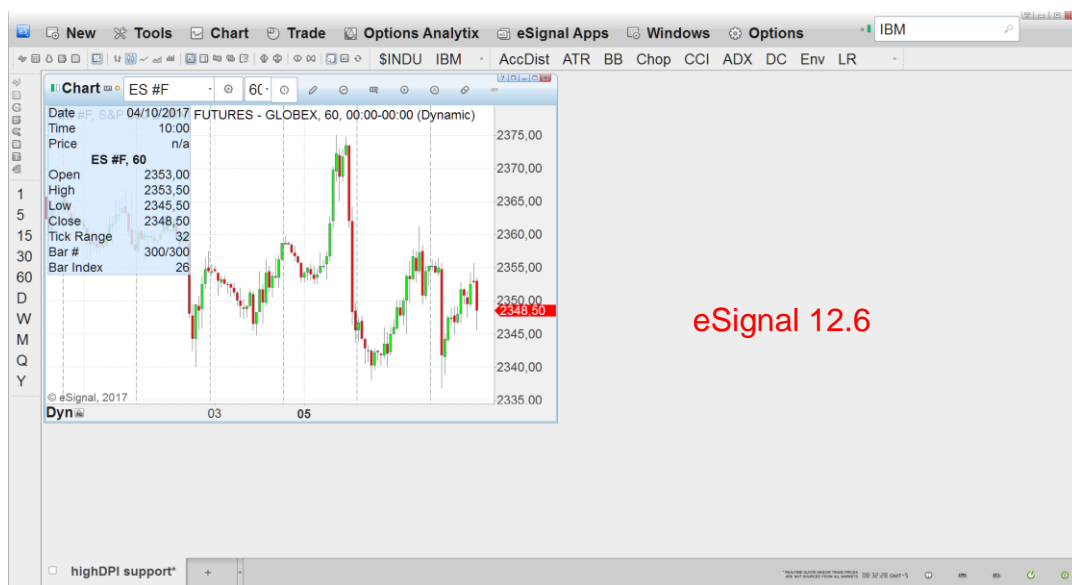 New Tools Chart Trade Options Analytix eSignal Apps Windows Options IBM
$INDU IBM AccDist ATR BB Chop CCI ADX DC Env LR
Chart ES #F 60
Date 04/10/2017 FUTURES - GLOBEX, 60, 00:00-00:00 (Dynamic)
Time 10:00
Price n/a
ES #F, 60
Open 2353,00
High 2353,50
Low 2345,50
Close 2348,50
Tick Range 32
Bar # 300/300
Bar Index 26
2375,00
2370,00
2365,00
2360,00
2355,00
2350,00
2348,50
2345,00
2340,00
2335,00
1
5
15
30
60
D
W
M
Q
Y
© eSignal, 2017
Dyn 03 05
eSignal 12.6
highDPI support* +
08:32:28 GMT-5